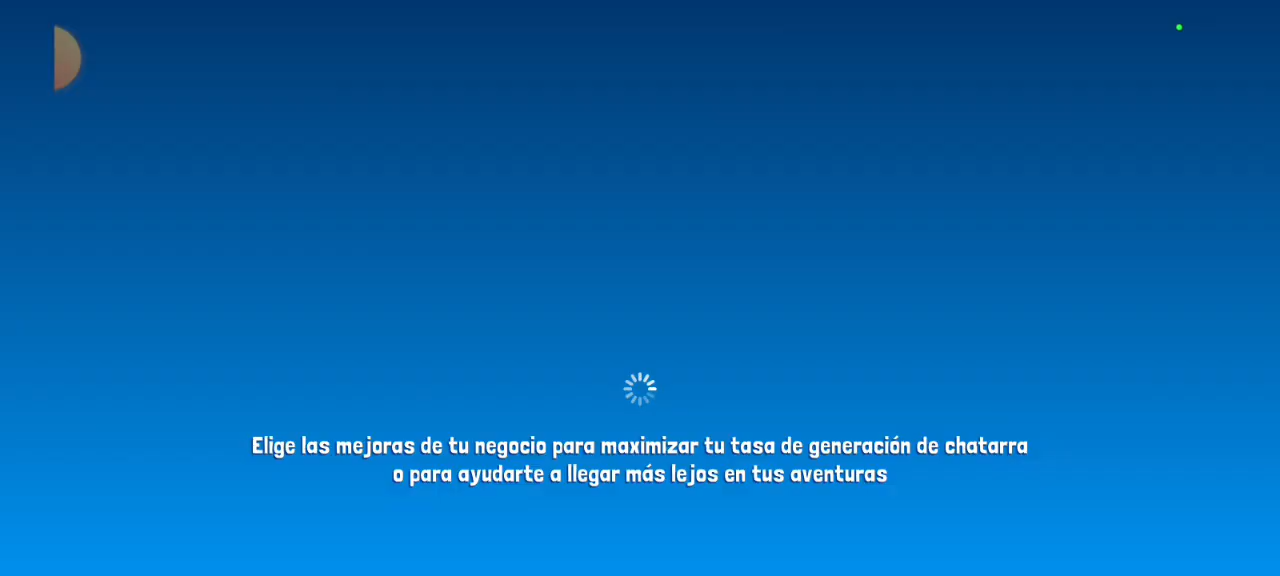 Elige las mejoras de tu negocio para maximizar tu tasa de generación de chatarra
o para ayudarte a llegar más lejos en tus aventuras